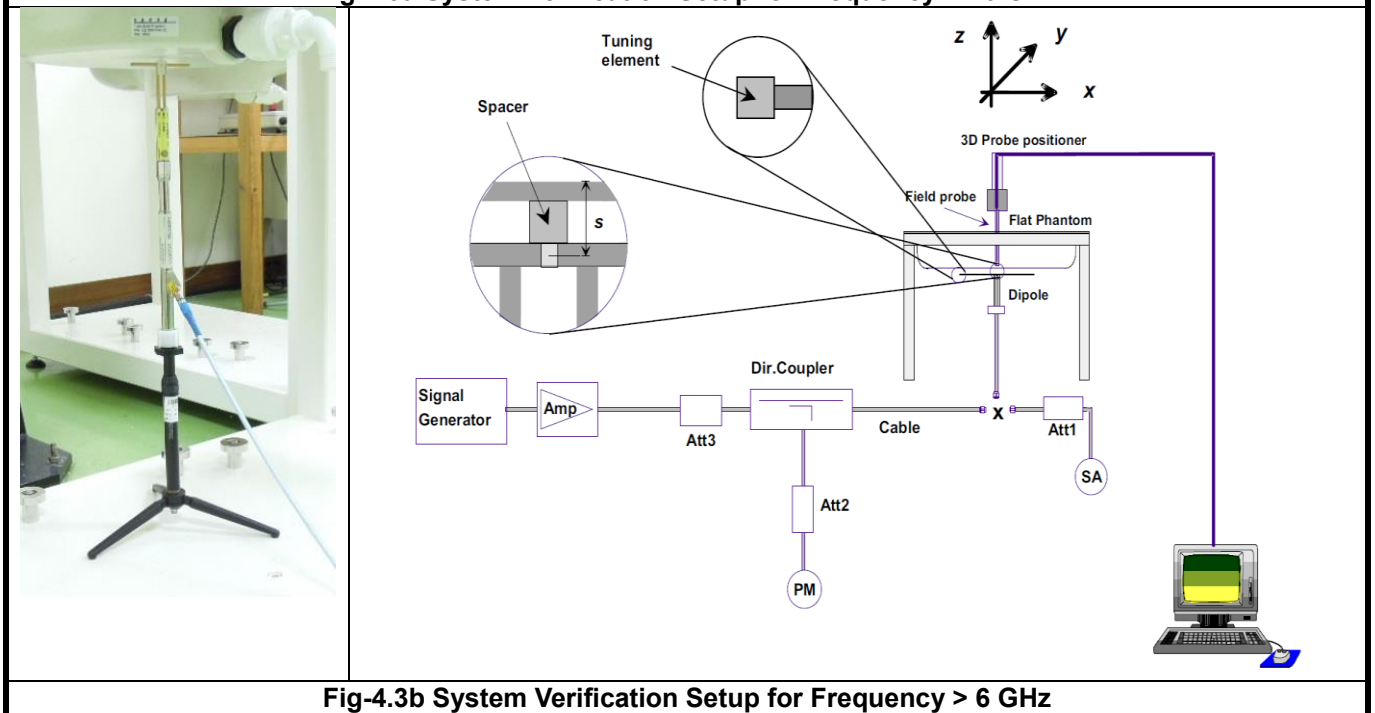 Tuning
element
z
y
x
Spacer
s
3D Probe positioner
Field probe
Flat Phantom
Dipole
Dir.Coupler
Signal
Generator
Amp
Att3
Cable
x
Att1
SA
Att2
PM
Fig-4.3b System Verification Setup for Frequency > 6 GHz